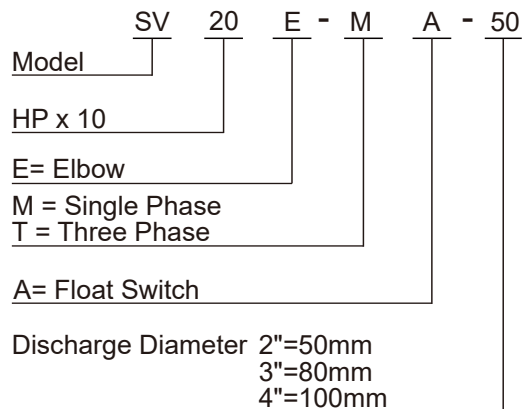 SV 20 E - M A - 50
Model
HP x 10
E= Elbow
M = Single Phase
T = Three Phase
A= Float Switch
Discharge Diameter 2"=50mm
3"=80mm
4"=100mm